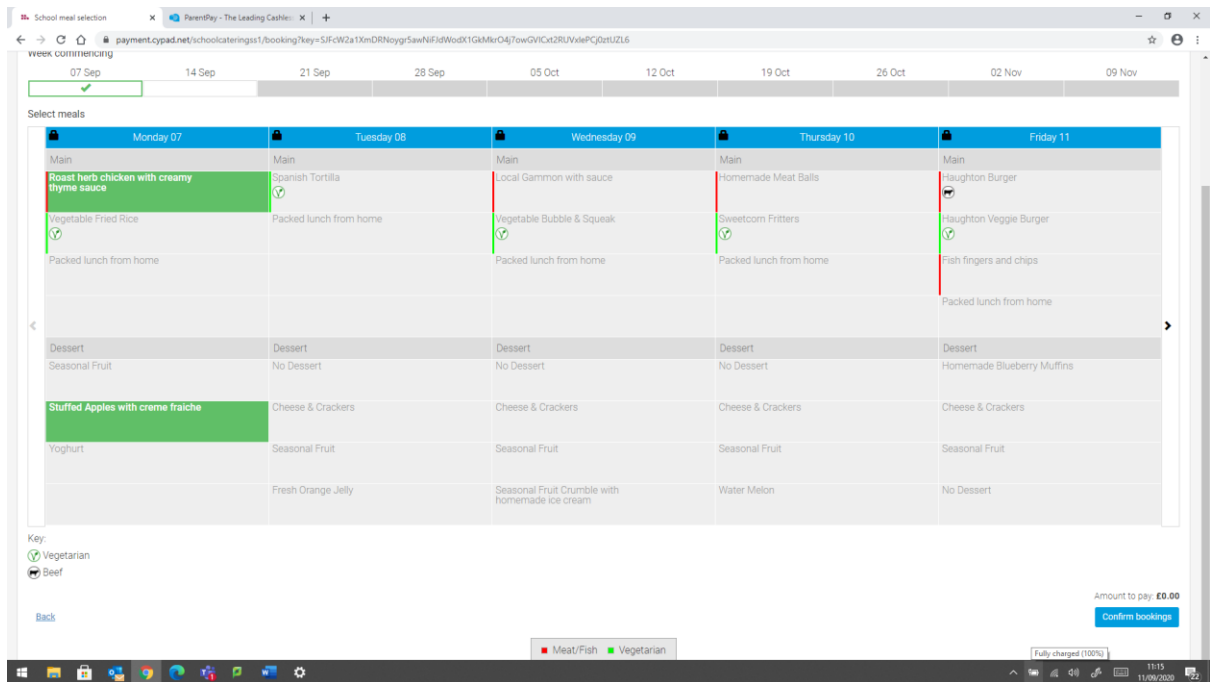 School meal selection
ParentPay - The Leading Cashles
payment.cypad.net/schoolcateringss1/booking?key=
Week commencing
07 Sep 14 Sep 21 Sep 28 Sep 05 Oct 12 Oct 19 Oct 26 Oct 02 Nov 09 Nov
Select meals
Monday 07 Tuesday 08 Wednesday 09 Thursday 10 Friday 11
Main Main Main Main Main
Roast herb chicken with creamy Spanish Tortilla Local Gammon with sauce Homemade Meat Balls Haughton Burger
thyme sauce
Vegetable Fried Rice Packed lunch from home Vegetable Bubble & Squeak Sweetcorn Fritters Haughton Veggie Burger
Packed lunch from home Packed lunch from home Packed lunch from home Fish fingers and chips
Packed lunch from home
Dessert Dessert Dessert Dessert Dessert
Seasonal Fruit No Dessert No Dessert No Dessert Homemade Blueberry Muffins
Stuffed Apples with creme fraiche Cheese & Crackers Cheese & Crackers Cheese & Crackers Cheese & Crackers
Yoghurt Seasonal Fruit Seasonal Fruit Seasonal Fruit Seasonal Fruit
Fresh Orange Jelly Seasonal Fruit Crumble with Water Melon No Dessert
homemade ice cream
Key:
Vegetarian
Beef
Amount to pay: £0.00
Back Confirm bookings
Meat/Fish Vegetarian
Fully charged (100%)
11:15
11/09/2020
22